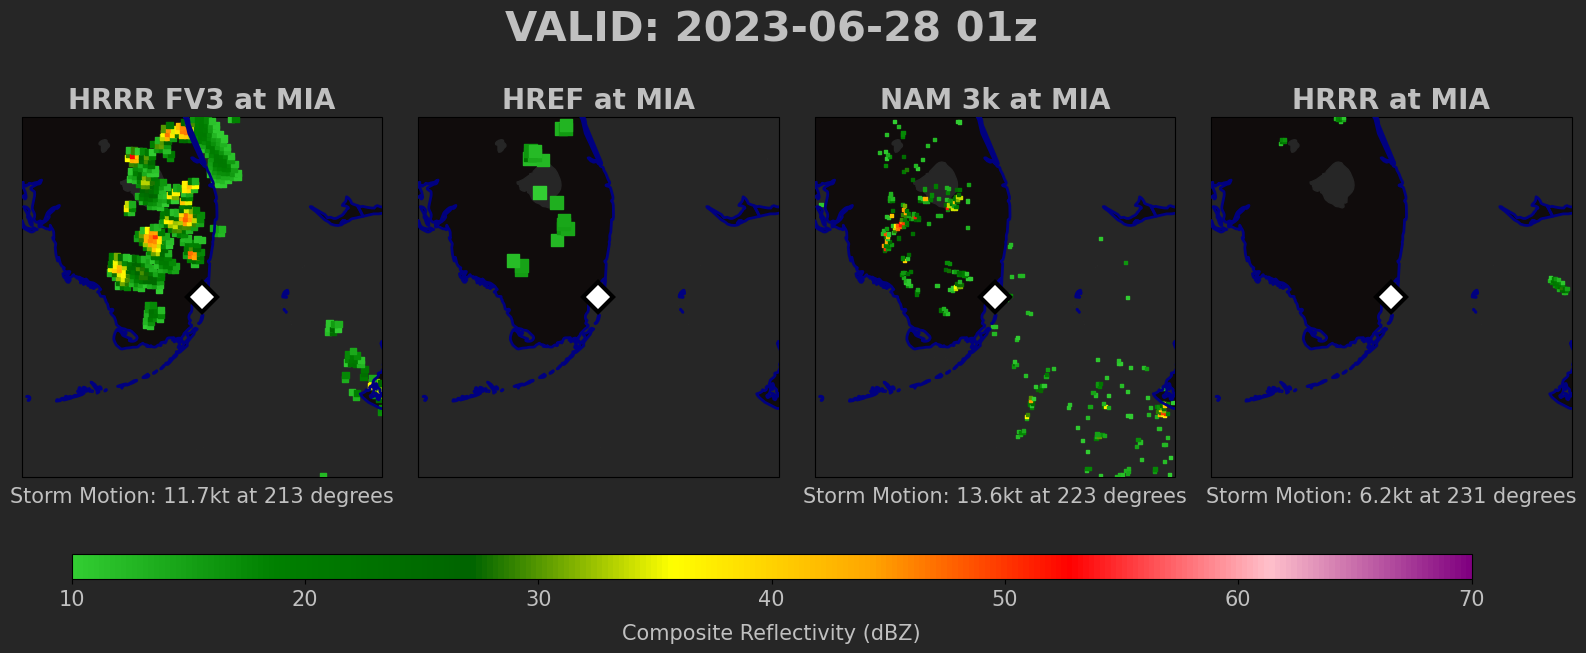 VALID: 2023-06-28 01z
HRRR FV3 at MIA
HREF at MIA
NAM 3k at MIA
HRRR at MIA
Storm Motion: 11.7kt at 213 degrees
Storm Motion: 13.6kt at 223 degrees
Storm Motion: 6.2kt at 231 degrees
10 20 30 40 50 60 70
Composite Reflectivity (dBZ)